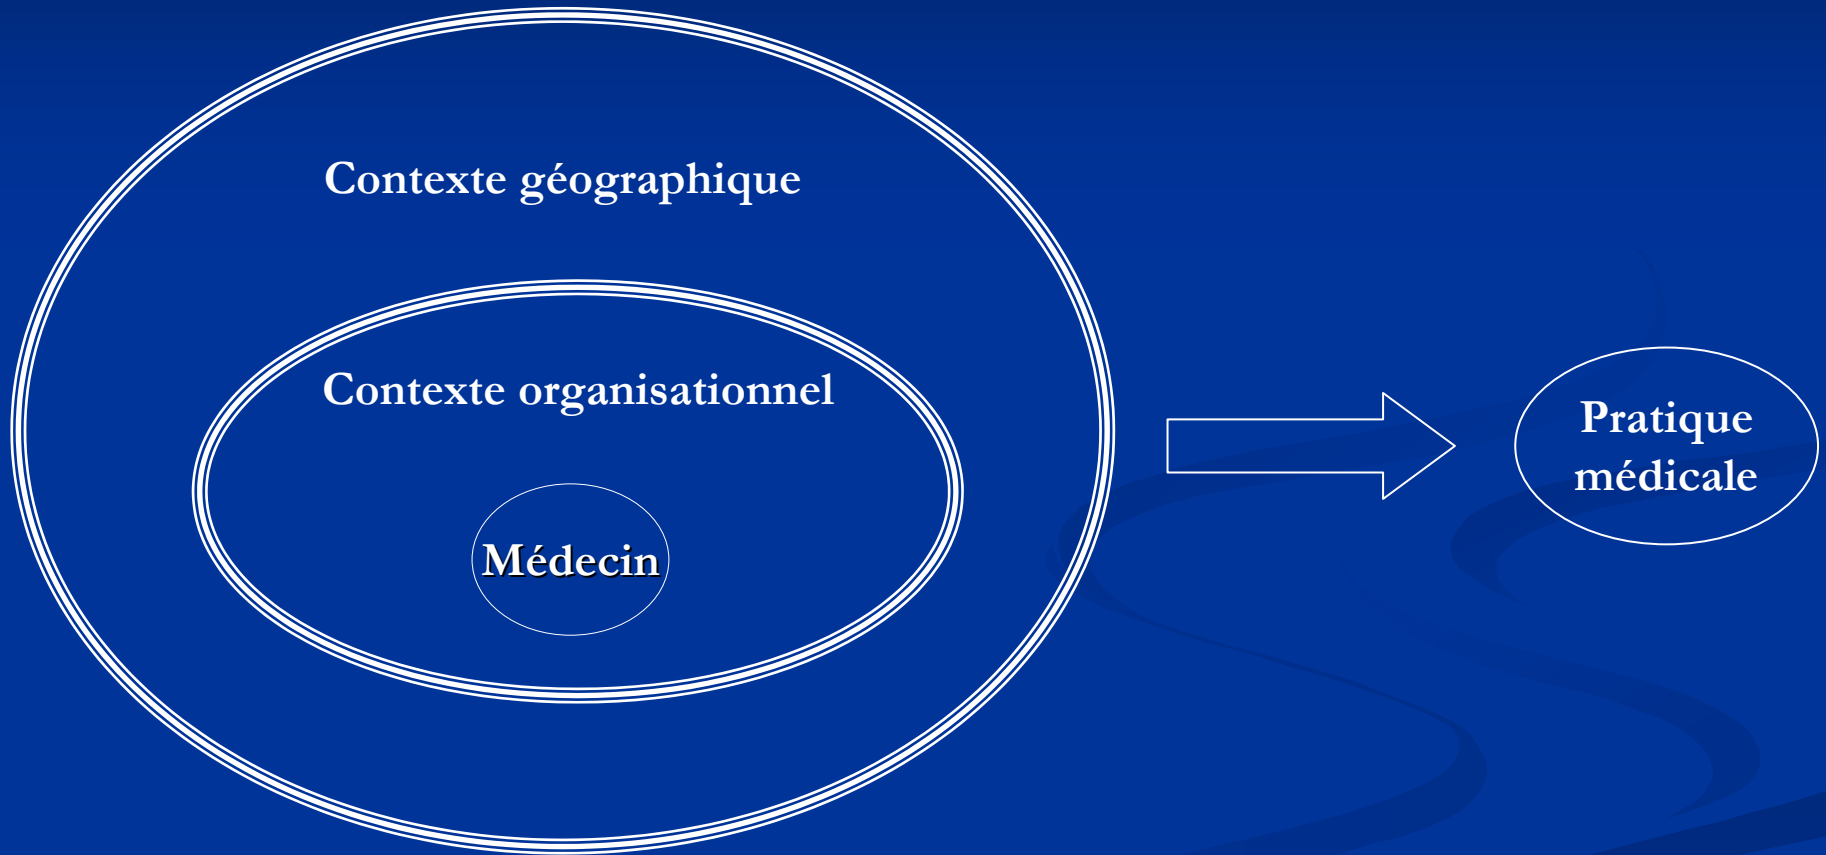 Contexte géographique
Contexte organisationnel
Médecin
Pratique
médicale